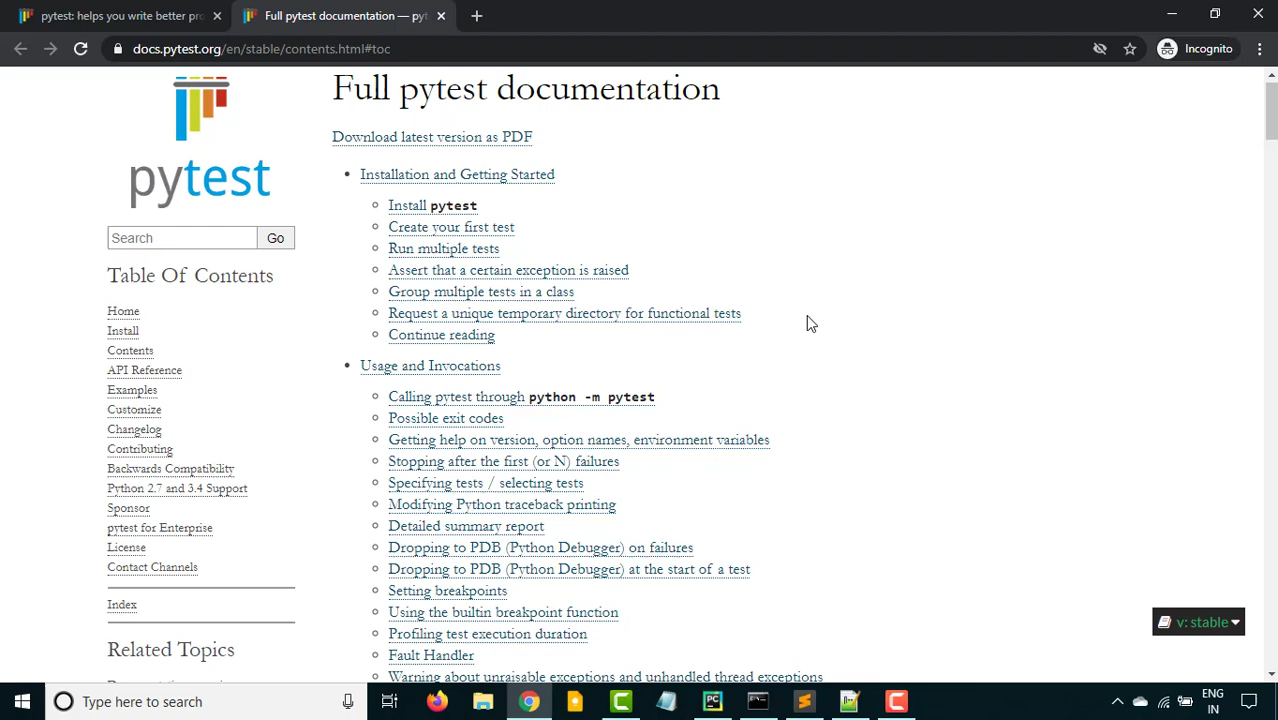 pytest: helps you write better pro
Full pytest documentation — pyt
docs.pytest.org/en/stable/contents.html#toc
Incognito
pytest
Search
Go
Table Of Contents
Home
Install
Contents
API Reference
Examples
Customize
Changelog
Contributing
Backwards Compatibility
Python 2.7 and 3.4 Support
Sponsor
pytest for Enterprise
License
Contact Channels
Index
Related Topics
Full pytest documentation
Download latest version as PDF
Installation and Getting Started
Install pytest
Create your first test
Run multiple tests
Assert that a certain exception is raised
Group multiple tests in a class
Request a unique temporary directory for functional tests
Continue reading
Usage and Invocations
Calling pytest through python -m pytest
Possible exit codes
Getting help on version, option names, environment variables
Stopping after the first (or N) failures
Specifying tests / selecting tests
Modifying Python traceback printing
Detailed summary report
Dropping to PDB (Python Debugger) on failures
Dropping to PDB (Python Debugger) at the start of a test
Setting breakpoints
Using the builtin breakpoint function
Profiling test execution duration
Fault Handler
Warning about unraisable exceptions and unhandled thread exceptions
v: stable
Type here to search
PC
ENG
IN